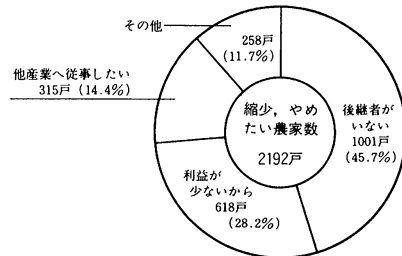 その他
258戸
(11.7%)
他産業へ従事したい
315戸 (14.4%)
縮少，やめ
たい農家数
2192戸
後継者が
いない
1001戸
(45.7%)
利益が
少ないから
618戸
(28.2%)